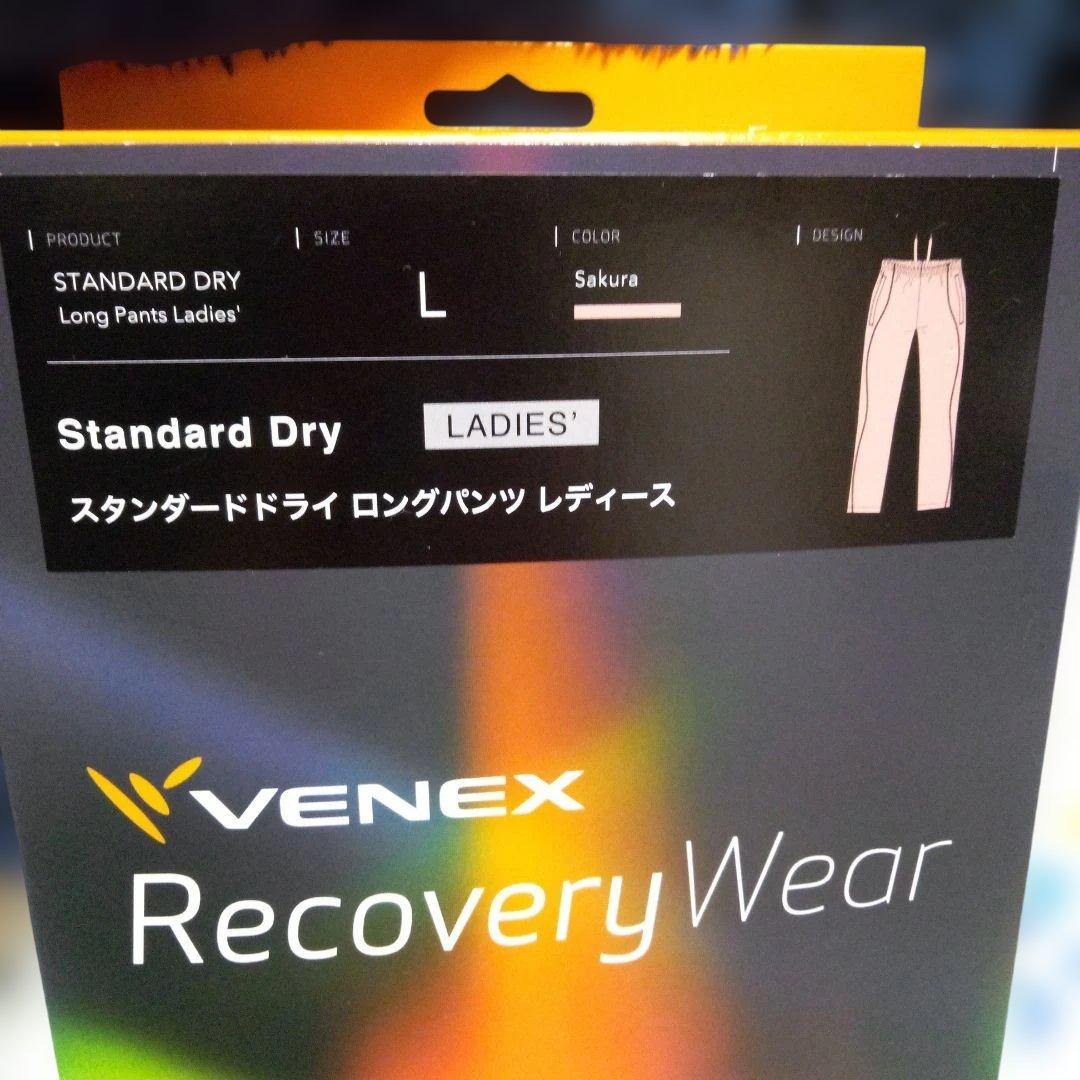 PRODUCT
STANDARD DRY
Long Pants Ladies'
SIZE
L
COLOR
Sakura
DESIGN
Standard Dry
LADIES'
スタンダードドライ ロングパンツ レディース
VENEX
RecoveryWear